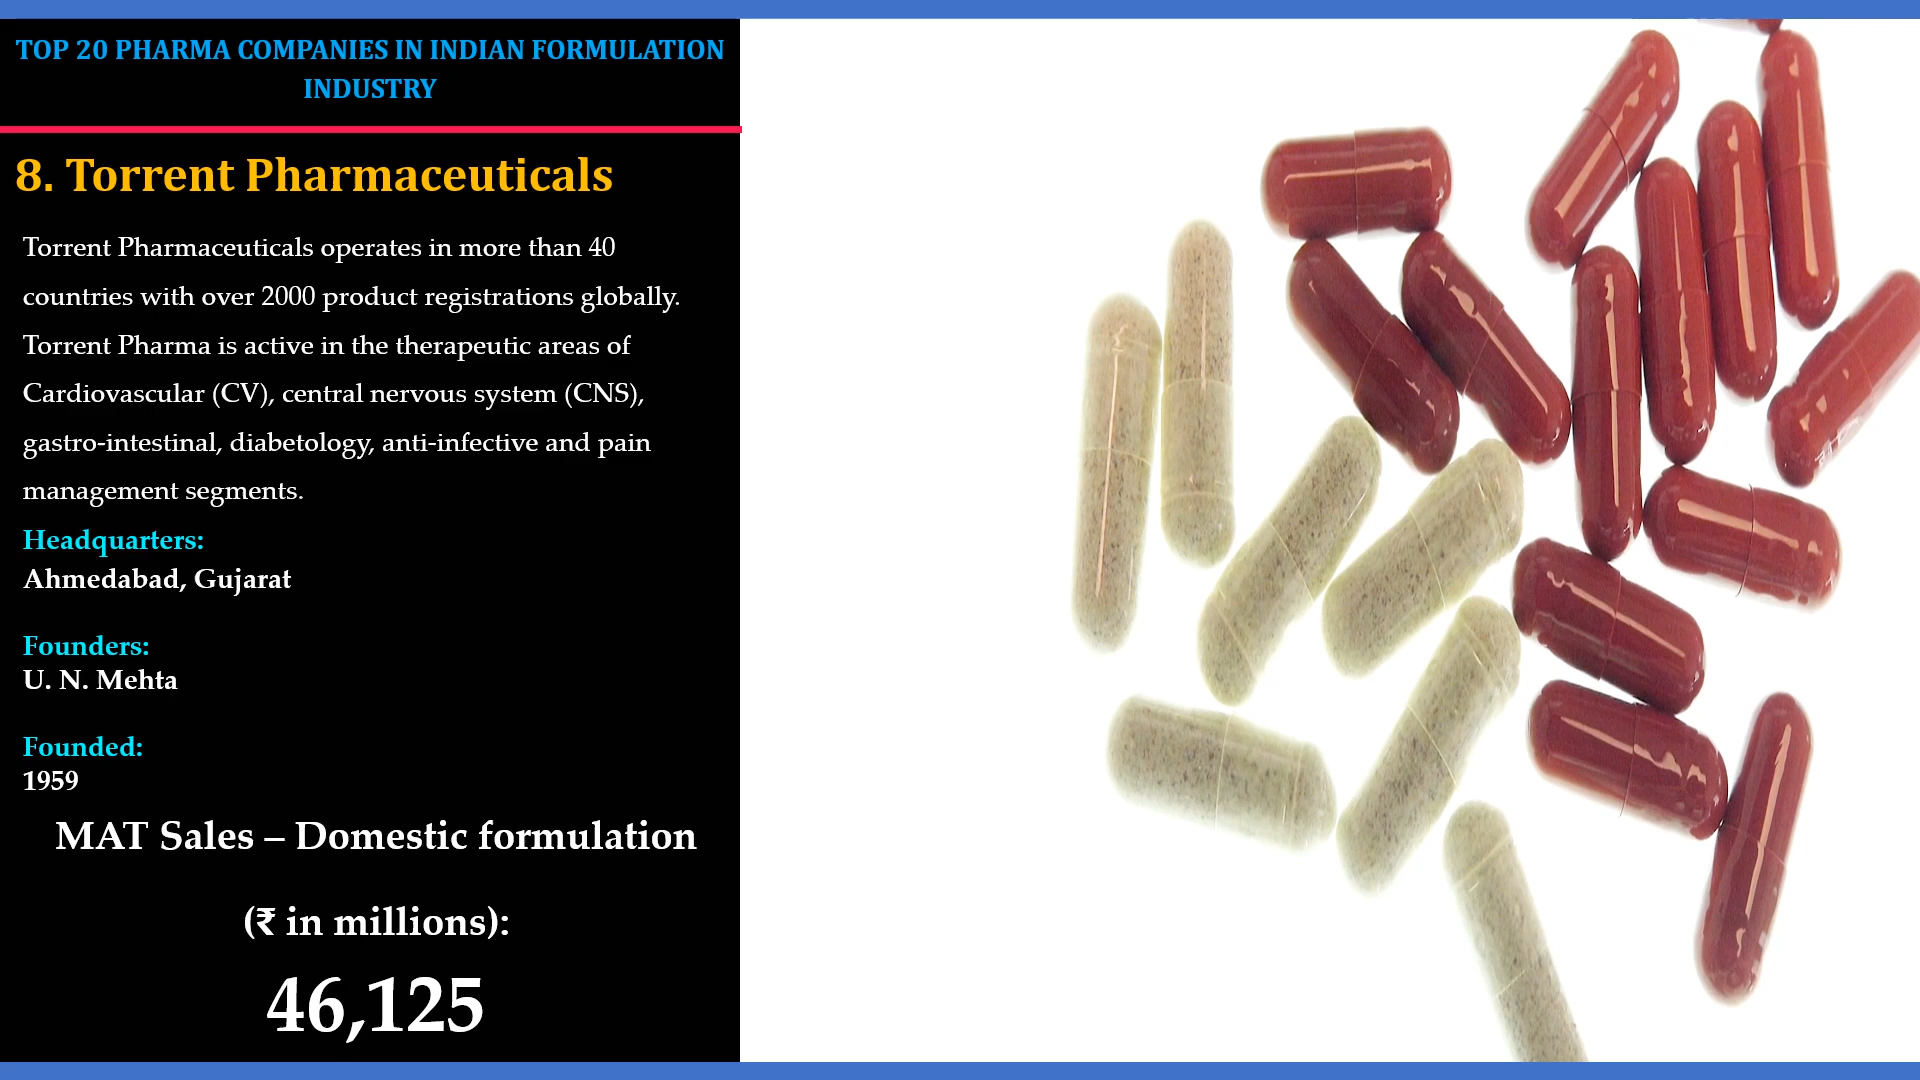 TOP 20 PHARMA COMPANIES IN INDIAN FORMULATION
INDUSTRY
8. Torrent Pharmaceuticals
Torrent Pharmaceuticals operates in more than 40
countries with over 2000 product registrations globally.
Torrent Pharma is active in the therapeutic areas of
Cardiovascular (CV), central nervous system (CNS),
gastro-intestinal, diabetology, anti-infective and pain
management segments.
Headquarters:
Ahmedabad, Gujarat
Founders:
U. N. Mehta
Founded:
1959
MAT Sales – Domestic formulation
(₹ in millions):
46,125